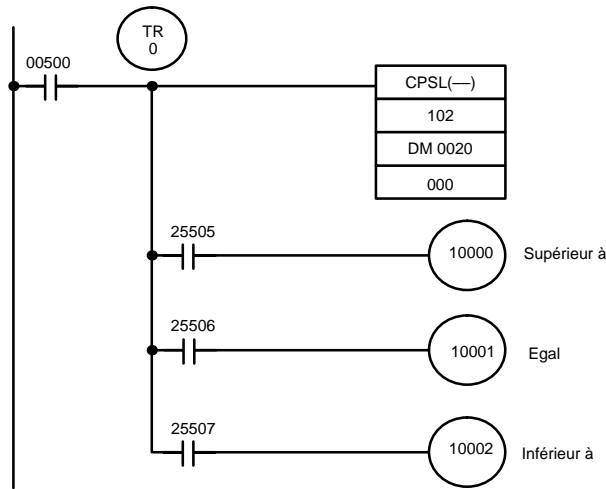 TR
0
00500
CPSL(—)
102
DM 0020
000
25505
10000
Supérieur à
25506
10001
Egal
25507
10002
Inférieur à